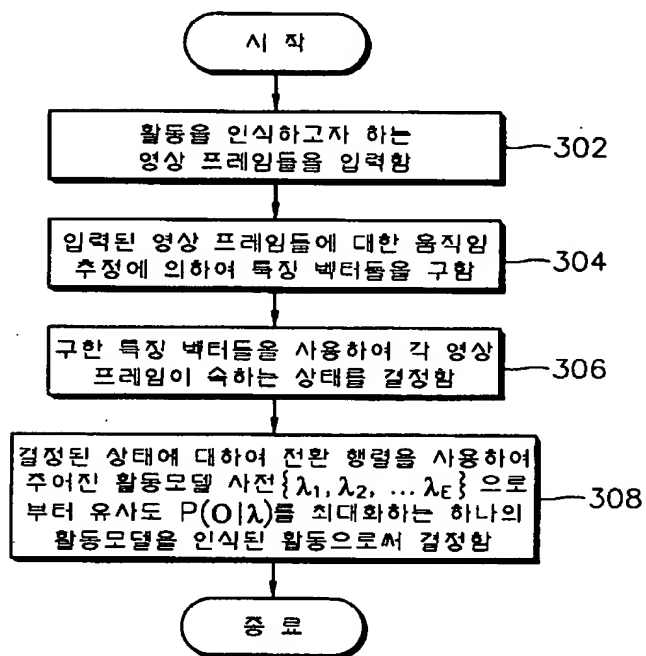 시 작
활동을 인식하고자 하는
영상 프레임들을 입력함
302
입력된 영상 프레임들에 대한 움직임
추정에 의하여 특징 벡터들을 구함
304
구한 특징 벡터들을 사용하여 각 영상
프레임이 속하는 상태를 결정함
306
결정된 상태에 대하여 전환 행렬을 사용하여
주어진 활동모델 사전{λ₁, λ₂, ... λE} 으로
부터 유사도 P(O|λ)를 최대화하는 하나의
활동모델을 인식된 활동으로써 결정함
308
종 료